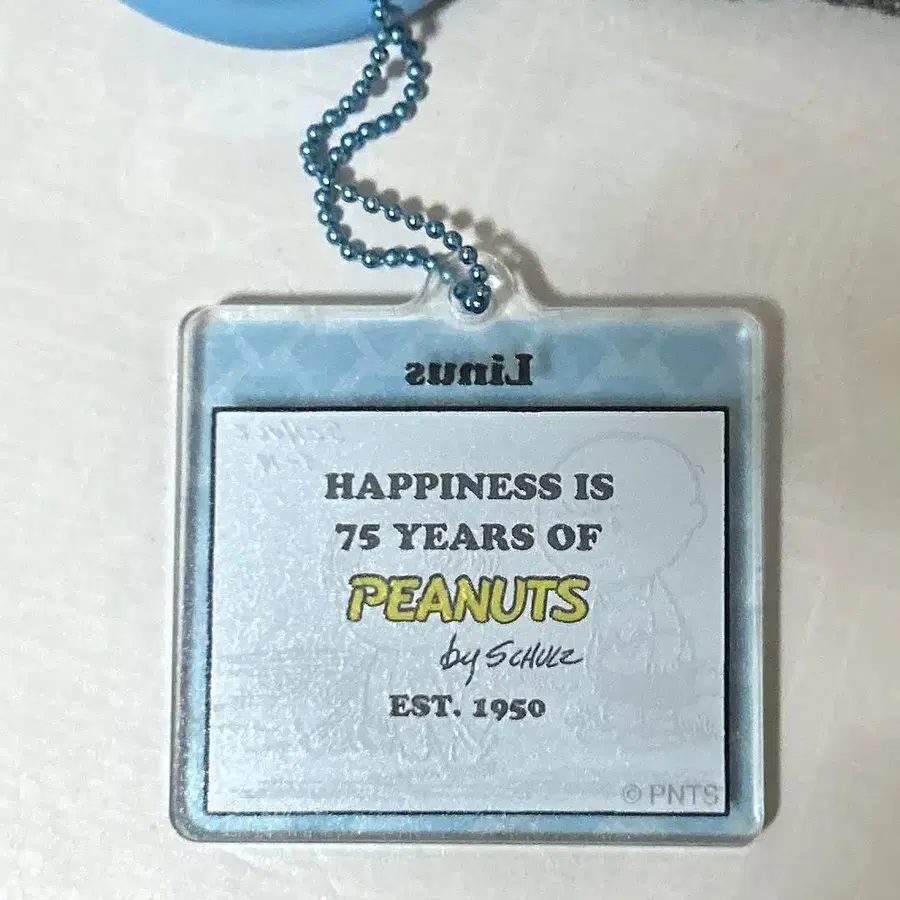 Linus
HAPPINESS IS
75 YEARS OF
PEANUTS
by SCHULZ
EST. 1950
© PNTS